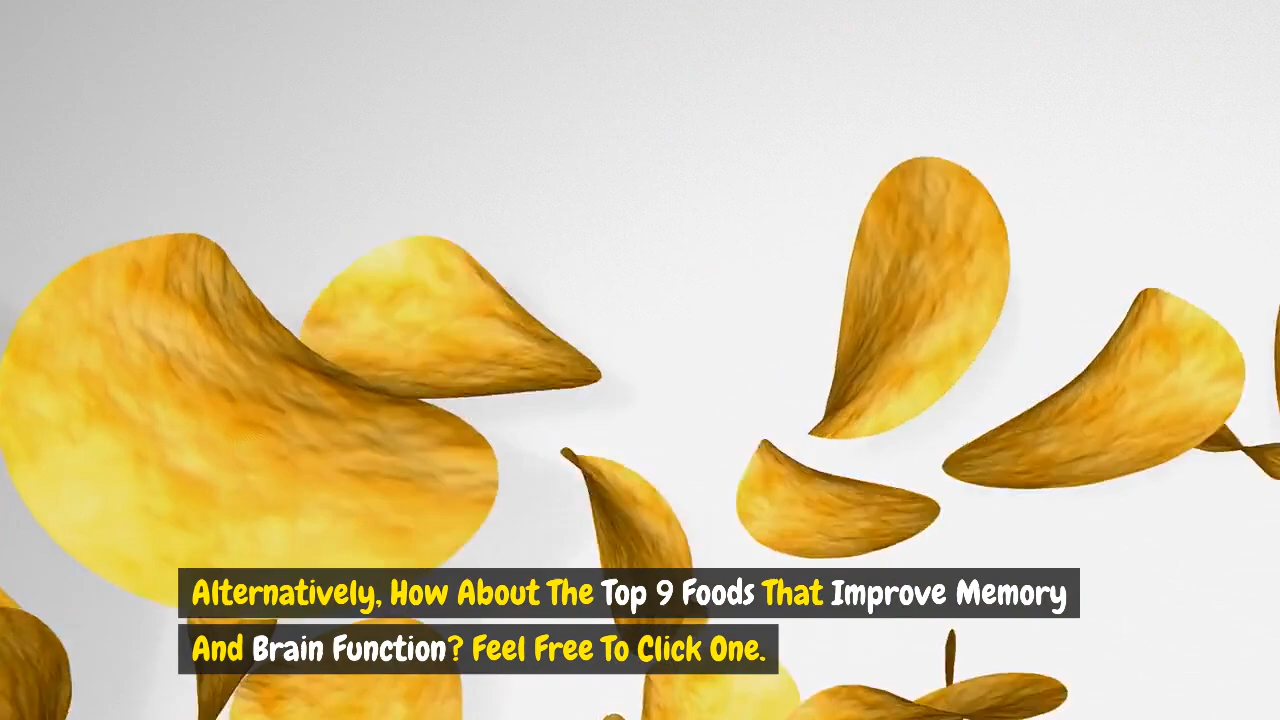 Alternatively, How About The Top 9 Foods That Improve Memory
And Brain Function? Feel Free To Click One.